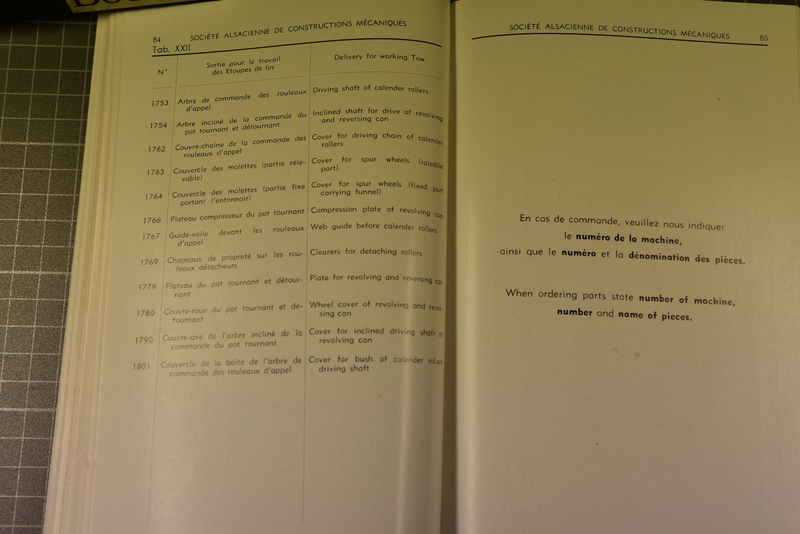 84 SOCIÉTÉ ALSACIENNE DE CONSTRUCTIONS MÉCANIQUES
Tab. XXII
N° Sortie pour le travail Delivery for working Tow
des Etoupes de lin
1753 Arbre de commande des rouleaux Driving shaft of calender rollers
d'appel
1754 Arbre incliné de la commande du Inclined shaft for drive of revolving
pot tournant et détournant and reversing can
1762 Couvre-chaîne de la commande des Cover for driving chain of calender
rouleaux d'appel rollers
1763 Couvercle des molettes (partie rele- Cover for spur wheels (raisable
vable) part)
1764 Couvercle des molettes (partie fixe Cover for spur wheels (fixed part
portant l'entonnoir) carrying funnel)
1766 Plateau compresseur du pot tournant Compression plate of revolving can
1767 Guide-voile devant les rouleaux Web guide before calender rollers
d'appel
1769 Chapeaux de propreté sur les rou- Clearers for detaching rollers
leaux détacheurs
1779 Plateau du pot tournant et détour- Plate for revolving and reversing can
nant
1780 Couvre-roue du pot tournant et dé- Wheel cover of revolving and rever-
tournant sing can
1790 Couvre-axe de l'arbre incliné de la Cover for inclined driving shaft of
commande du pot tournant revolving can
1801 Couvercle de la boîte de l'arbre de Cover for bush of calender rollers
commande des rouleaux d'appel driving shaft
SOCIÉTÉ ALSACIENNE DE CONSTRUCTIONS MÉCANIQUES 85
En cas de commande, veuillez nous indiquer
le numéro de la machine,
ainsi que le numéro et la dénomination des pièces.
When ordering parts state number of machine,
number and name of pieces.